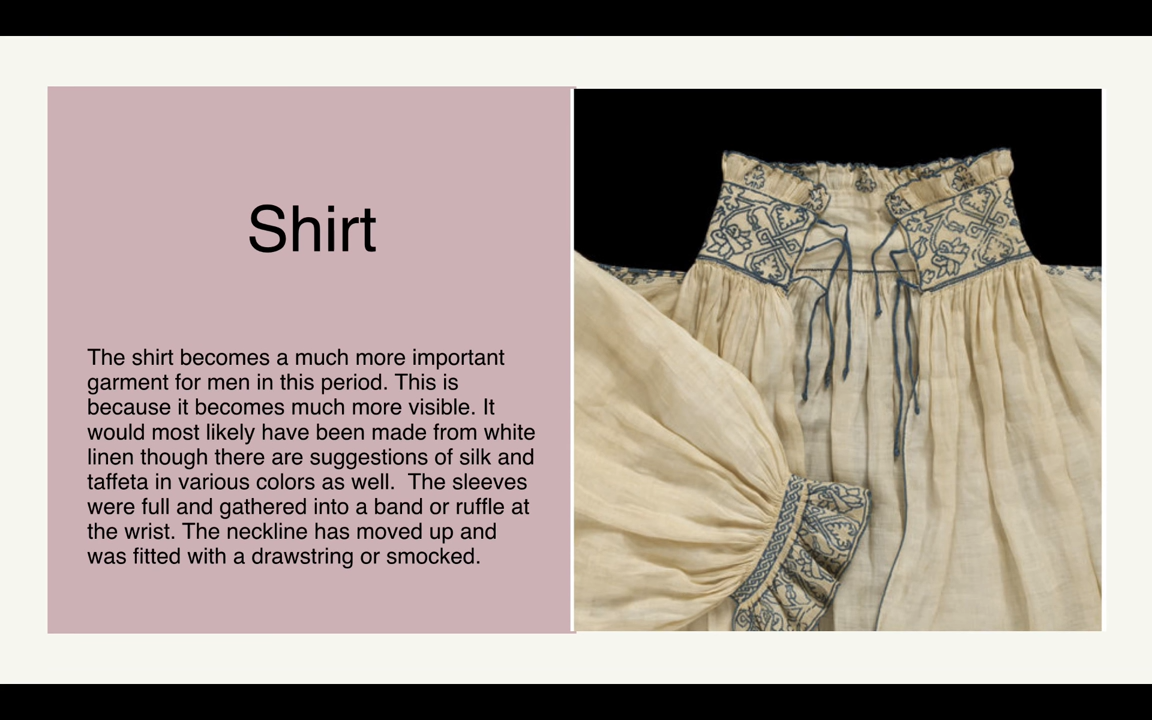 Shirt
The shirt becomes a much more important
garment for men in this period. This is
because it becomes much more visible. It
would most likely have been made from white
linen though there are suggestions of silk and
taffeta in various colors as well.  The sleeves
were full and gathered into a band or ruffle at
the wrist. The neckline has moved up and
was fitted with a drawstring or smocked.